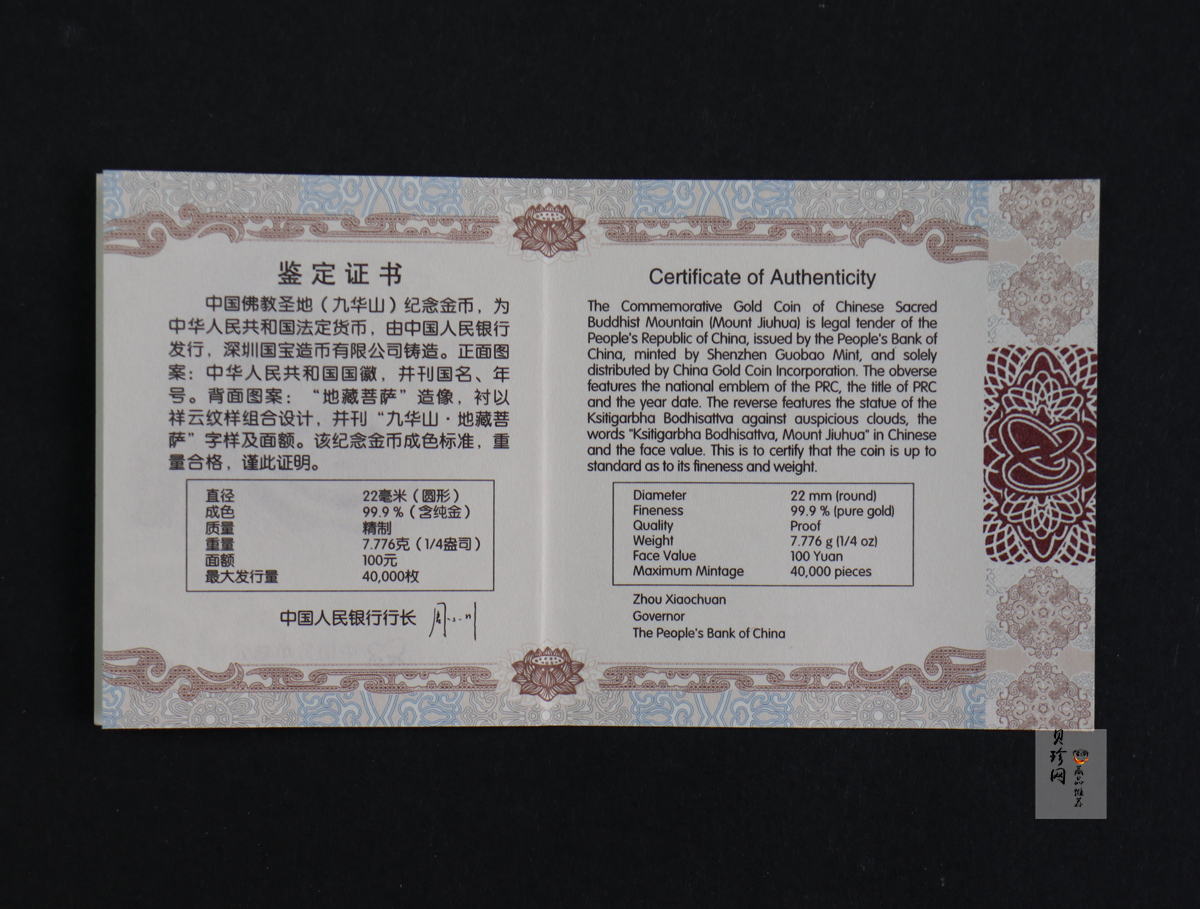 鉴定证书
中国佛教圣地（九华山）纪念金币，为
中华人民共和国法定货币，由中国人民银行
发行，深圳国宝造币有限公司铸造。正面图
案：中华人民共和国国徽，并刊国名、年
号。背面图案：“地藏菩萨”造像，衬以
祥云纹样组合设计，并刊“九华山·地藏菩
萨”字样及面额。该纪念金币成色标准，重
量合格，谨此证明。
直径 22毫米（圆形）
成色 99.9％（含纯金）
质量 精制
重量 7.776克（1/4盎司）
面额 100元
最大发行量 40,000枚
中国人民银行行长 周小川
Certificate of Authenticity
The Commemorative Gold Coin of Chinese Sacred
Buddhist Mountain (Mount Jiuhua) is legal tender of the
People's Republic of China, issued by the People's Bank of
China, minted by Shenzhen Guobao Mint, and solely
distributed by China Gold Coin Incorporation. The obverse
features the national emblem of the PRC, the title of PRC
and the year date. The reverse features the statue of the
Ksitigarbha Bodhisattva against auspicious clouds, the
words "Ksitigarbha Bodhisattva, Mount Jiuhua" in Chinese
and the face value. This is to certify that the coin is up to
standard as to its fineness and weight.
Diameter 22 mm (round)
Fineness 99.9 % (pure gold)
Quality Proof
Weight 7.776 g (1/4 oz)
Face Value 100 Yuan
Maximum Mintage 40,000 pieces
Zhou Xiaochuan
Governor
The People's Bank of China
贝珍网
藏品推荐